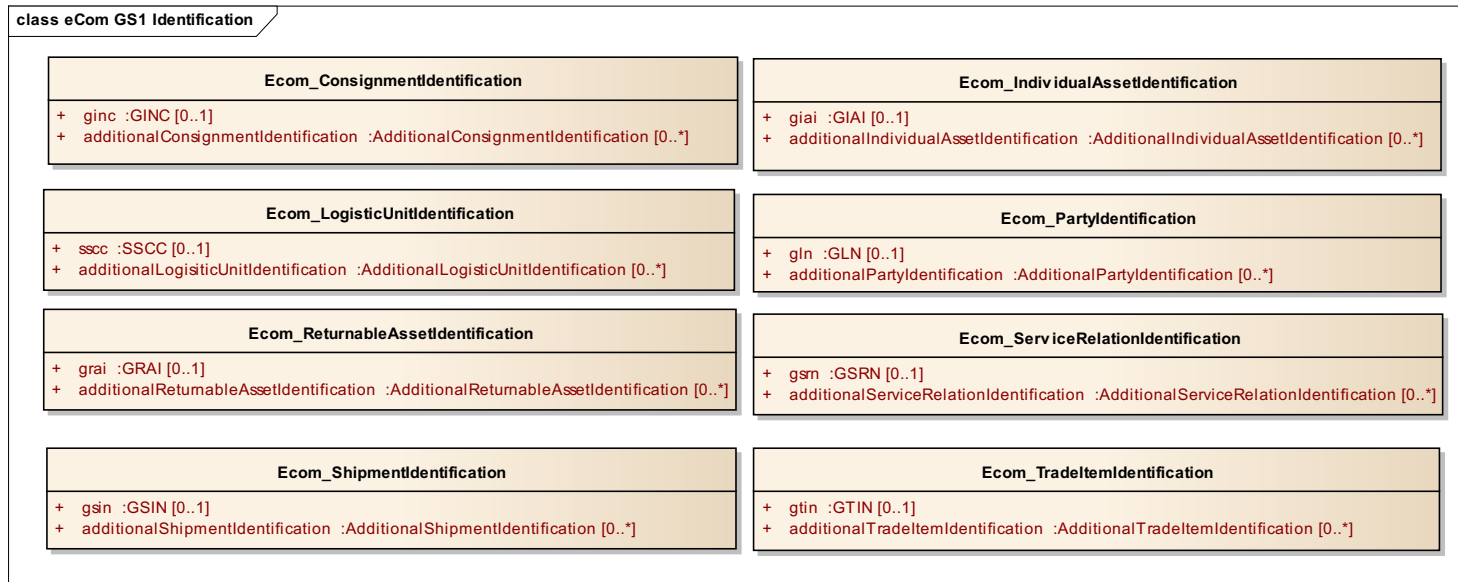 class eCom GS1 Identification
Ecom_ConsignmentIdentification
+ ginc :GINC [0..1]
+ additionalConsignmentIdentification :AdditionalConsignmentIdentification [0..*]
Ecom_IndividualAssetIdentification
+ giai :GIAI [0..1]
+ additionalIndividualAssetIdentification :AdditionalIndividualAssetIdentification [0..*]
Ecom_LogisticUnitIdentification
+ sscc :SSCC [0..1]
+ additionalLogisiticUnitIdentification :AdditionalLogisticUnitIdentification [0..*]
Ecom_PartyIdentification
+ gln :GLN [0..1]
+ additionalPartyIdentification :AdditionalPartyIdentification [0..*]
Ecom_ReturnableAssetIdentification
+ grai :GRAI [0..1]
+ additionalReturnableAssetIdentification :AdditionalReturnableAssetIdentification [0..*]
Ecom_ServiceRelationIdentification
+ gsrn :GSRN [0..1]
+ additionalServiceRelationIdentification :AdditionalServiceRelationIdentification [0..*]
Ecom_ShipmentIdentification
+ gsin :GSIN [0..1]
+ additionalShipmentIdentification :AdditionalShipmentIdentification [0..*]
Ecom_TradeItemIdentification
+ gtin :GTIN [0..1]
+ additionalTradeItemIdentification :AdditionalTradeItemIdentification [0..*]